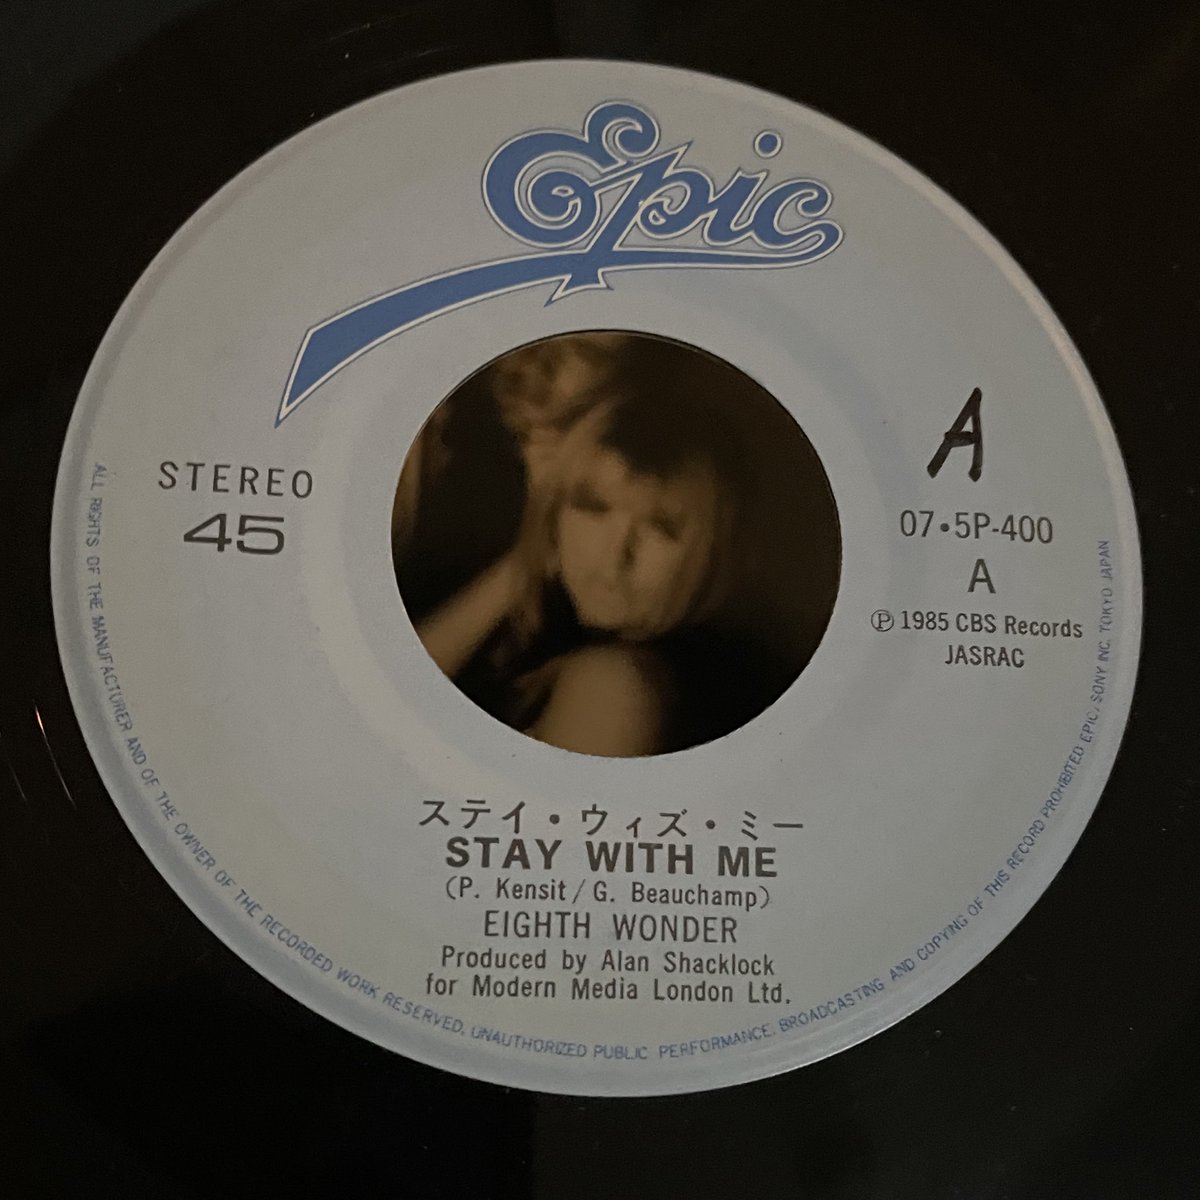 Epic
A
STEREO
45
07・5P-400
A
Ⓟ 1985 CBS Records
JASRAC
ステイ・ウィズ・ミー
STAY WITH ME
(P. Kensit / G. Beauchamp)
EIGHTH WONDER
Produced by Alan Shacklock
for Modern Media London Ltd.
ALL RIGHTS OF THE MANUFACTURER AND OF THE OWNER OF THE RECORDED WORK RESERVED, UNAUTHORIZED PUBLIC PERFORMANCE, BROADCASTING AND COPYING OF THIS RECORD PROHIBITED EPIC/SONY INC. TOKYO JAPAN